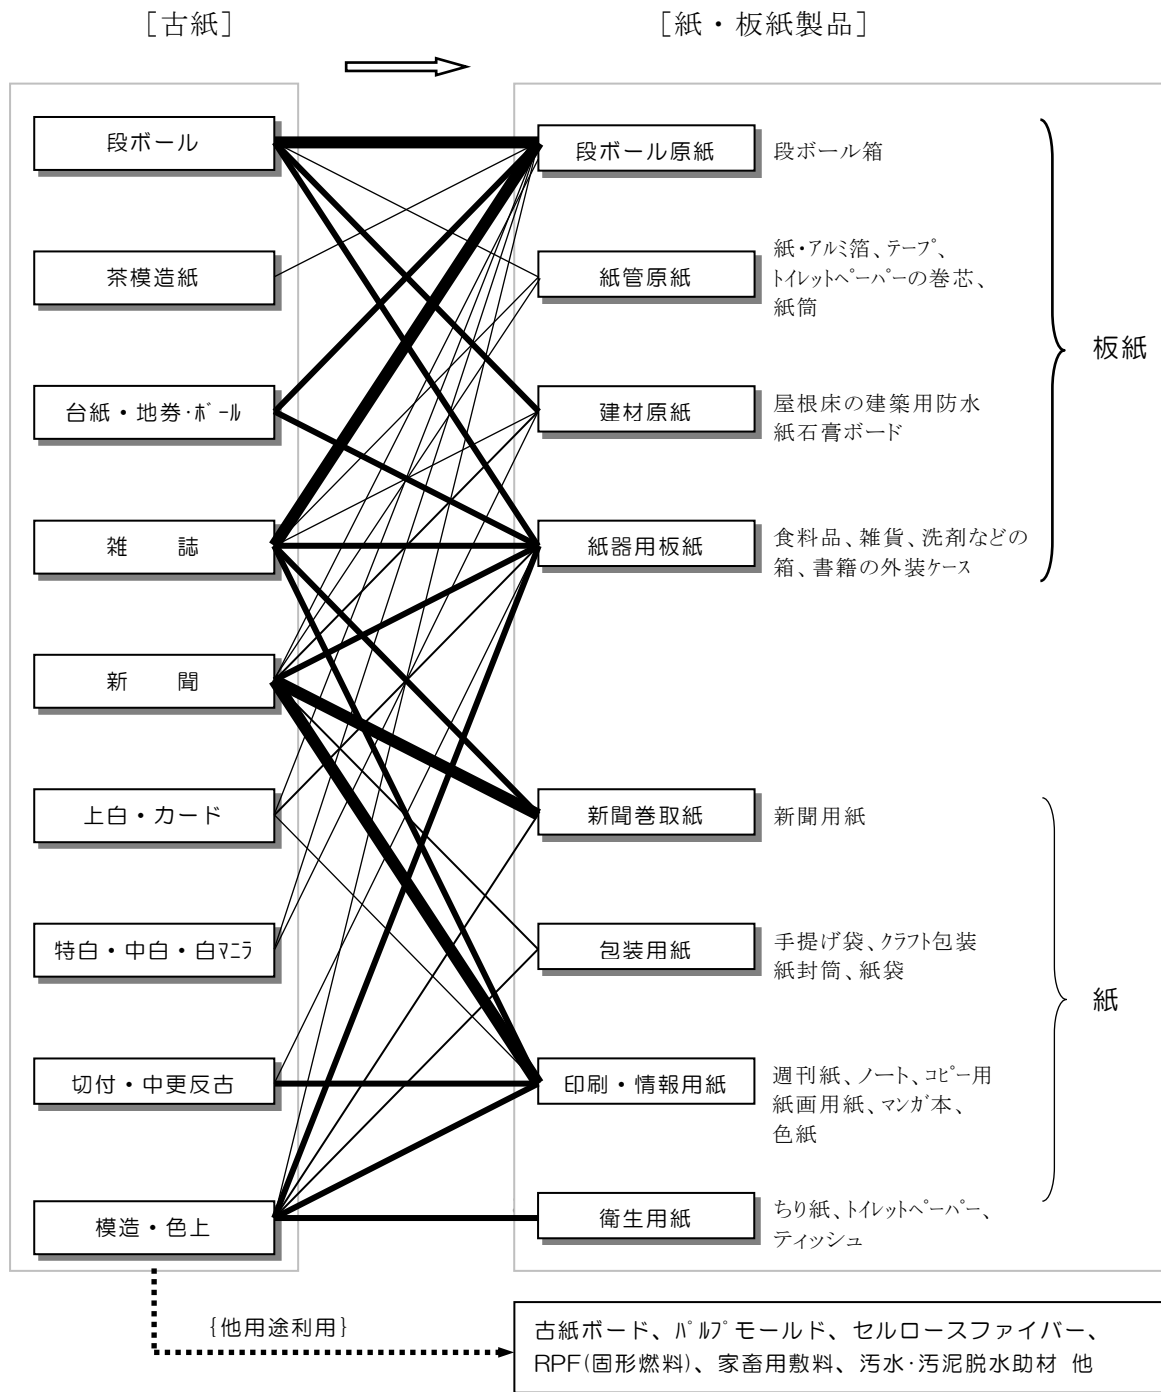 [古紙]
[紙・板紙製品]
段ボール
茶模造紙
台紙・地券・ボール
雑　　誌
新　　聞
上白・カード
特白・中白・白マニラ
切付・中更反古
模造・色上
段ボール原紙
段ボール箱
紙管原紙
紙・アルミ箔、テープ、
トイレットペーパーの巻芯、
紙筒
建材原紙
屋根床の建築用防水
紙石膏ボード
紙器用板紙
食料品、雑貨、洗剤などの
箱、書籍の外装ケース
板紙
新聞巻取紙
新聞用紙
包装用紙
手提げ袋、クラフト包装
紙封筒、紙袋
印刷・情報用紙
週刊紙、ノート、コピー用
紙画用紙、マンガ本、
色紙
衛生用紙
ちり紙、トイレットペーパー、
ティッシュ
紙
{他用途利用}
古紙ボード、パルプモールド、セルロースファイバー、
RPF(固形燃料)、家畜用敷料、汚水・汚泥脱水助材 他